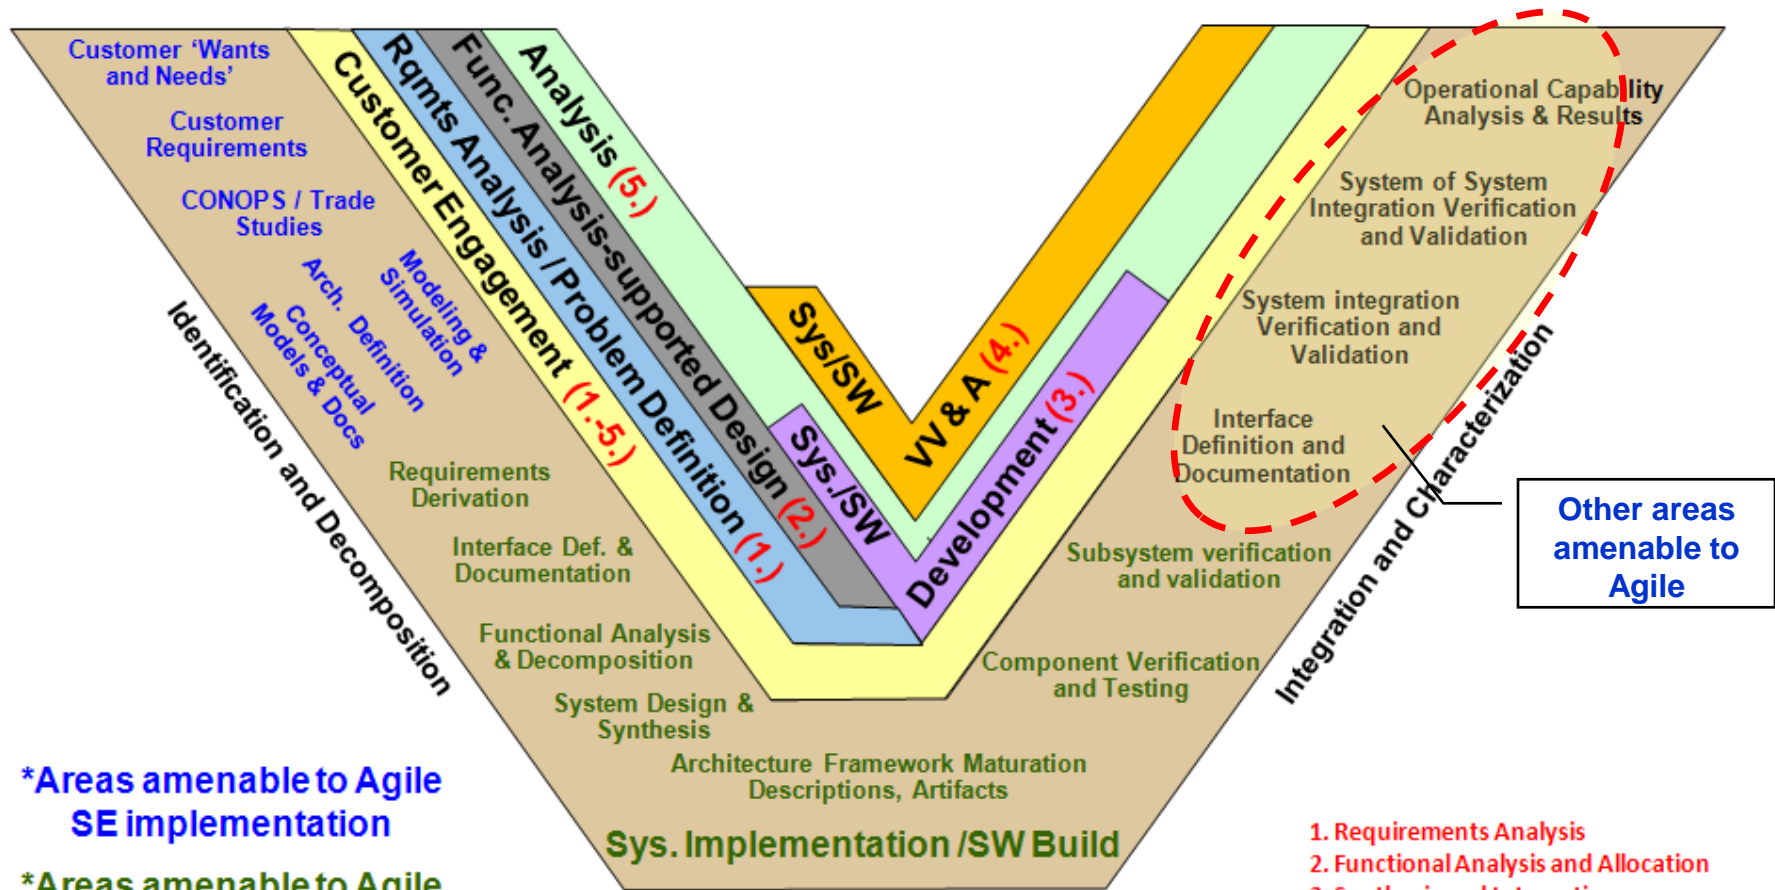 Customer ‘Wants
and Needs’
Customer
Requirements
CONOPS / Trade
Studies
Modeling &
Simulation
Arch. Definition
Conceptual
Models & Docs
Identification and Decomposition
Requirements
Derivation
Interface Def. &
Documentation
Functional Analysis
& Decomposition
System Design &
Synthesis
Architecture Framework Maturation
Descriptions, Artifacts
Sys. Implementation /SW Build
Customer Engagement (1.-5.)
Rqmts Analysis / Problem Definition (1.)
Func. Analysis-supported Design (2.)
Analysis (5.)
Sys/SW
VV & A (4.)
Sys./SW
Development (3.)
Operational Capability
Analysis & Results
System of System
Integration Verification
and Validation
System integration
Verification and
Validation
Interface
Definition and
Documentation
Subsystem verification
and validation
Component Verification
and Testing
Integration and Characterization
Other areas
amenable to
Agile
*Areas amenable to Agile
SE implementation
*Areas amenable to Agile
1. Requirements Analysis
2. Functional Analysis and Allocation